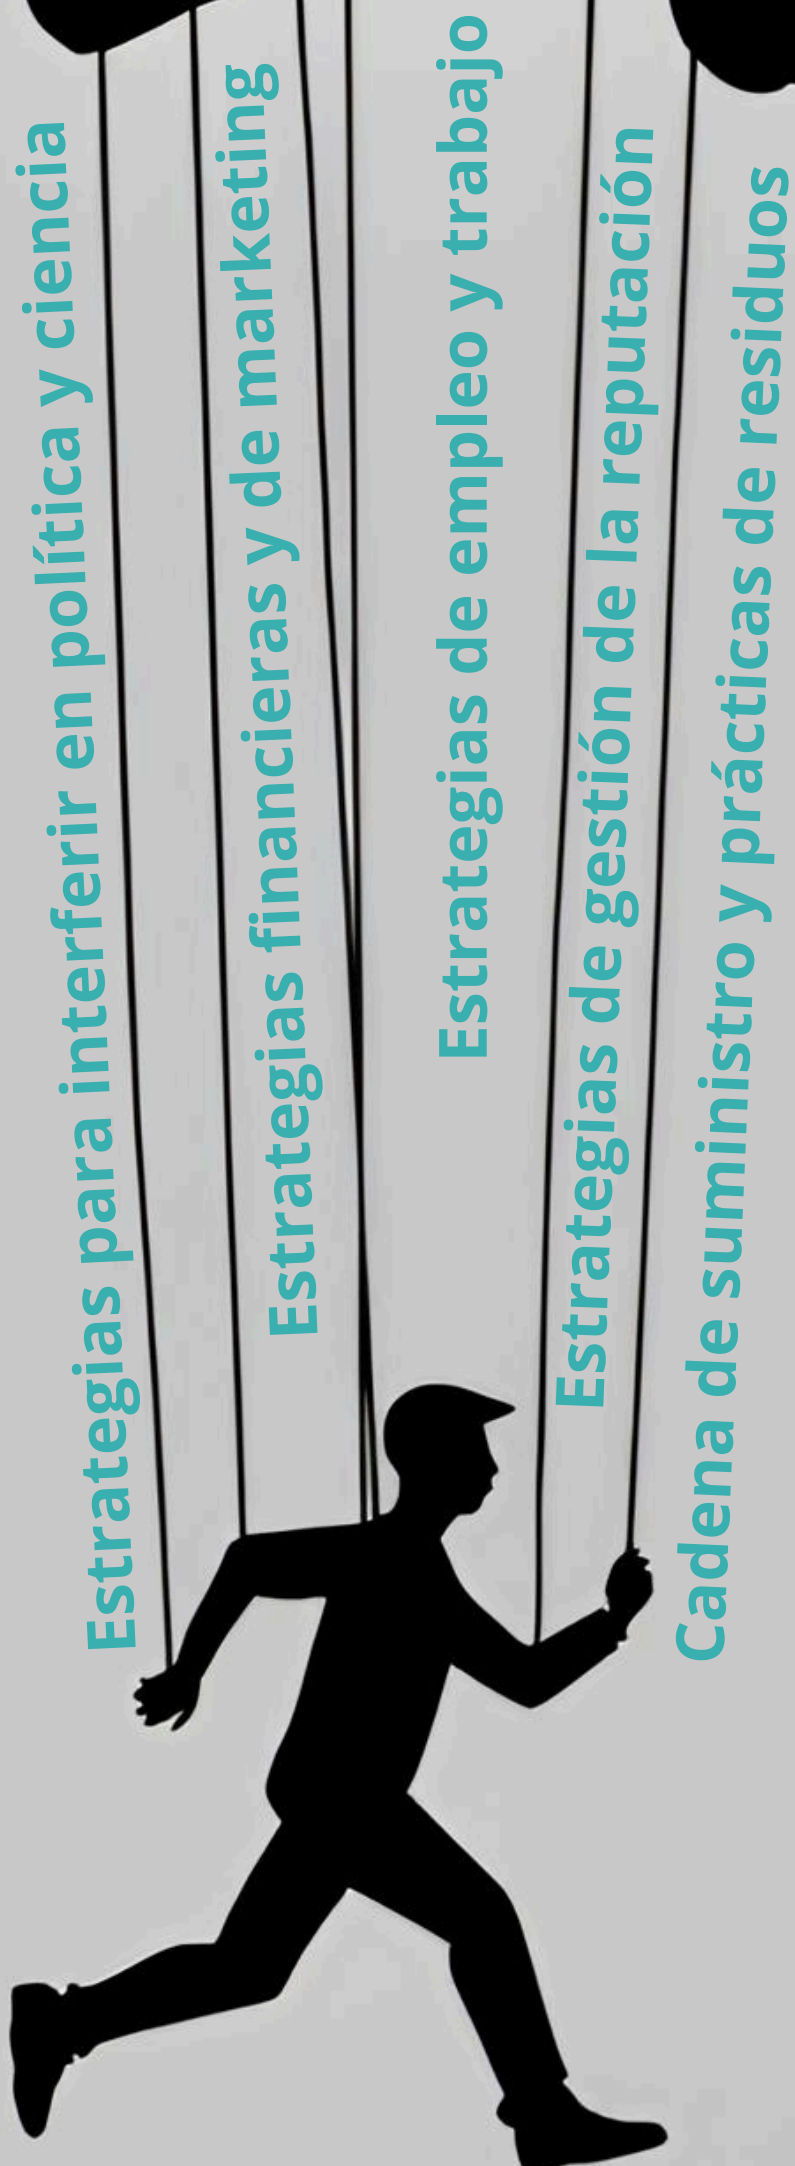 Estrategias para interferir en política y ciencia
Estrategias financieras y de marketing
Estrategias de empleo y trabajo
Estrategias de gestión de la reputación
Cadena de suministro y prácticas de residuos